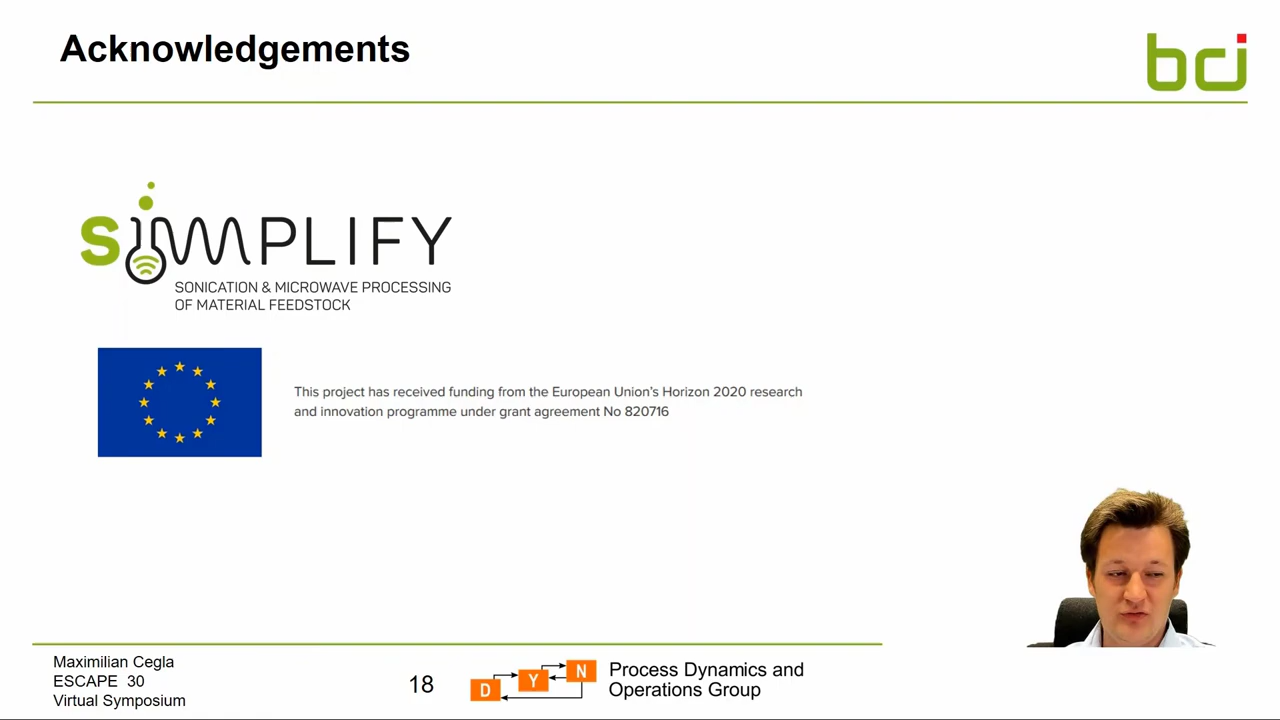 Acknowledgements
bci
SIMPLIFY
SONICATION & MICROWAVE PROCESSING
OF MATERIAL FEEDSTOCK
This project has received funding from the European Union's Horizon 2020 research
and innovation programme under grant agreement No 820716
Maximilian Cegla
ESCAPE 30
Virtual Symposium
18
D Y N
Process Dynamics and
Operations Group